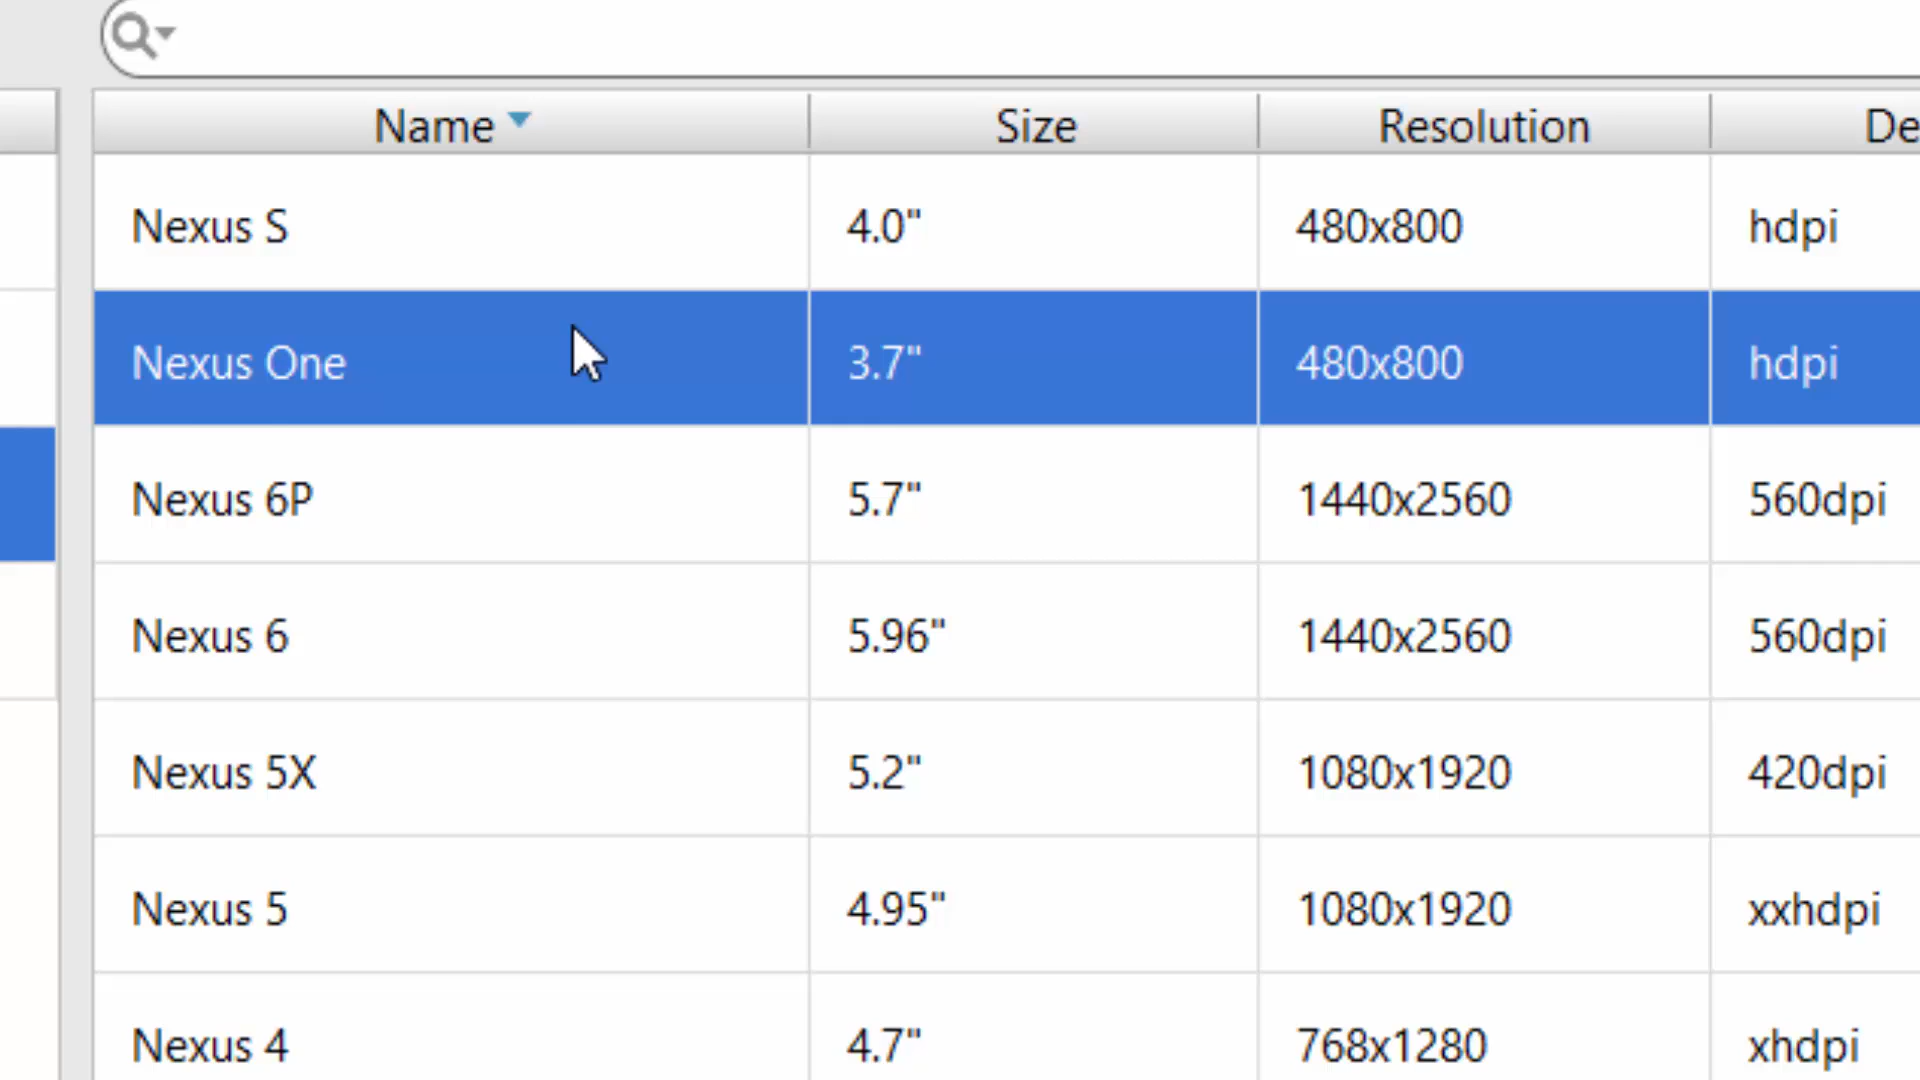 Name Size Resolution De
Nexus S 4.0" 480x800 hdpi
Nexus One 3.7" 480x800 hdpi
Nexus 6P 5.7" 1440x2560 560dpi
Nexus 6 5.96" 1440x2560 560dpi
Nexus 5X 5.2" 1080x1920 420dpi
Nexus 5 4.95" 1080x1920 xxhdpi
Nexus 4 4.7" 768x1280 xhdpi